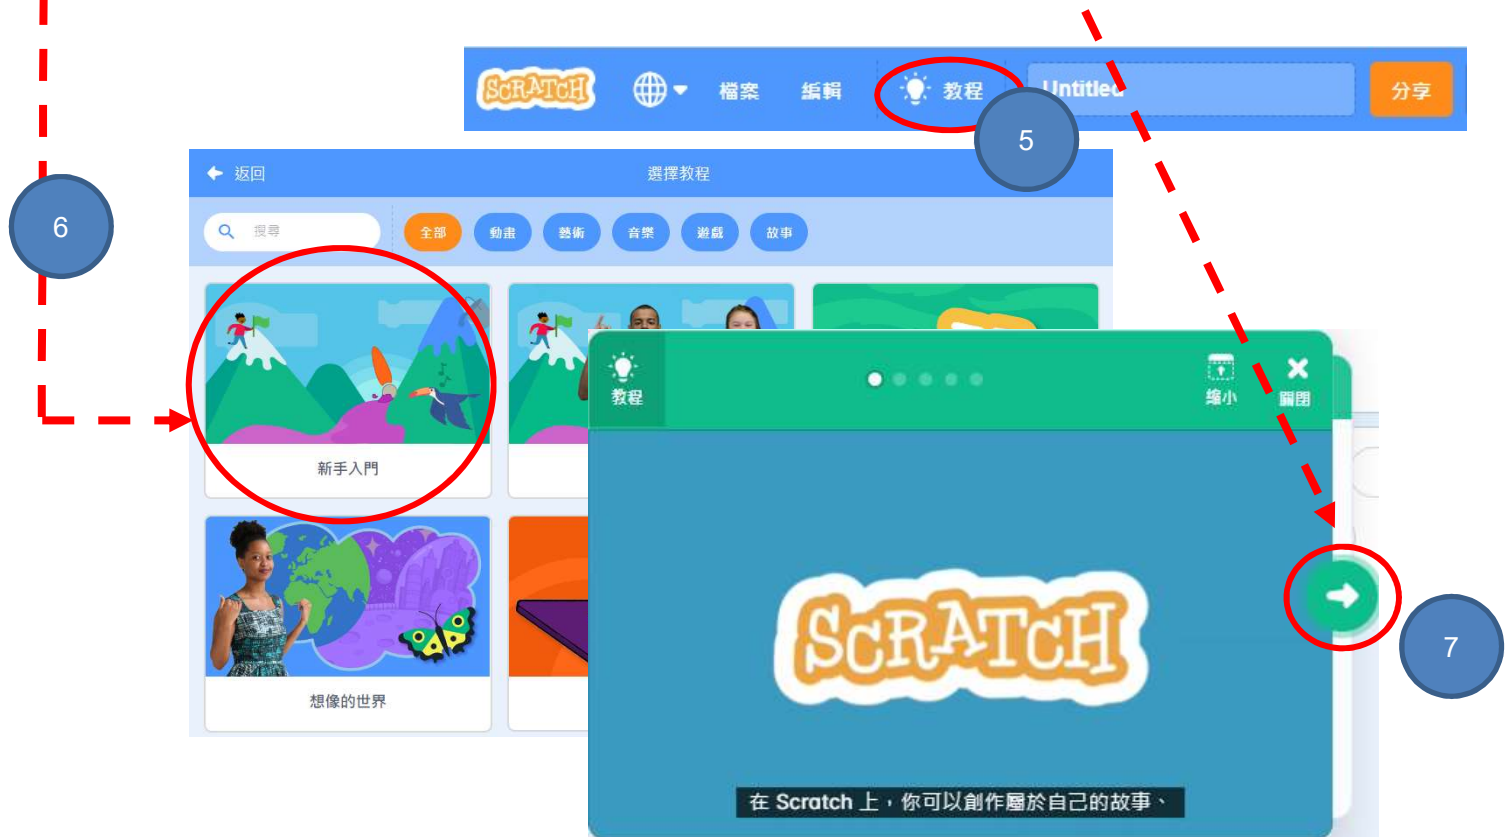 SCRATCH 檔案 編輯 教程 Untitled 分享
5
返回 選擇教程
6
搜尋 全部 動畫 藝術 音樂 遊戲 故事
教程 縮小 關閉
新手入門
SCRATCH
7
想像的世界
在 Scratch 上，你可以創作屬於自己的故事、